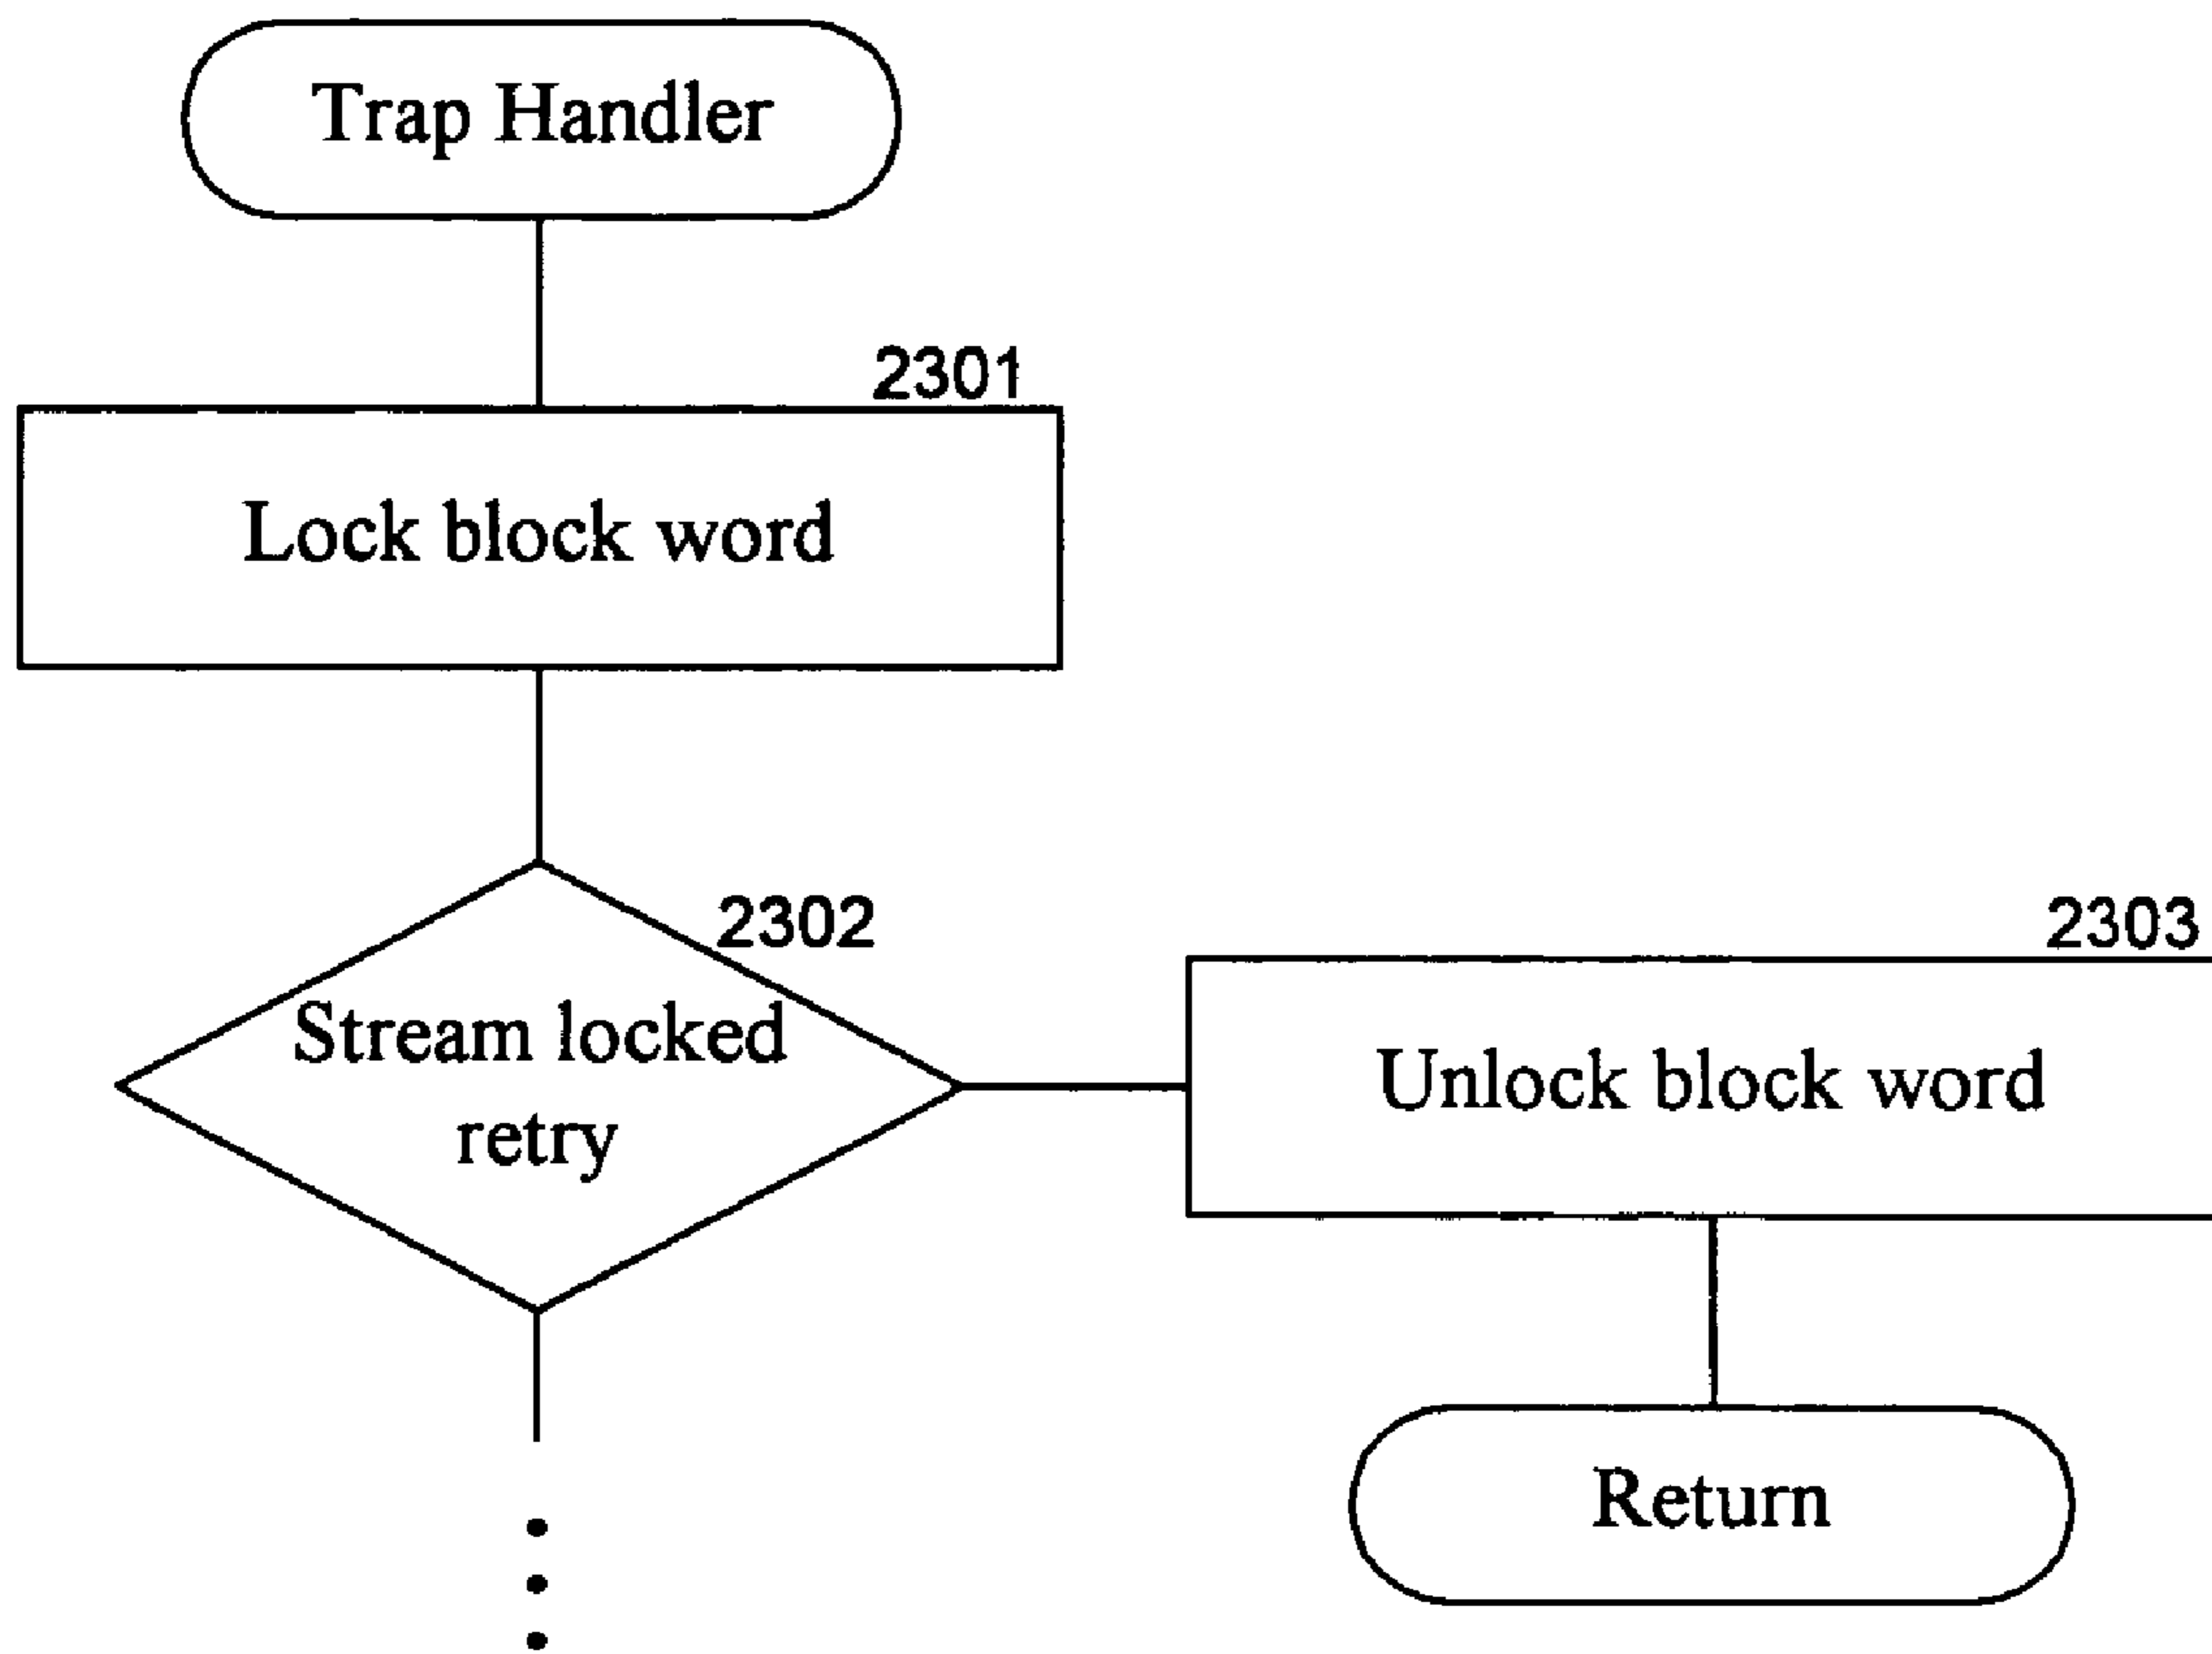 Trap Handler
2301
Lock block word
2302
Stream locked
retry
2303
Unlock block word
Return